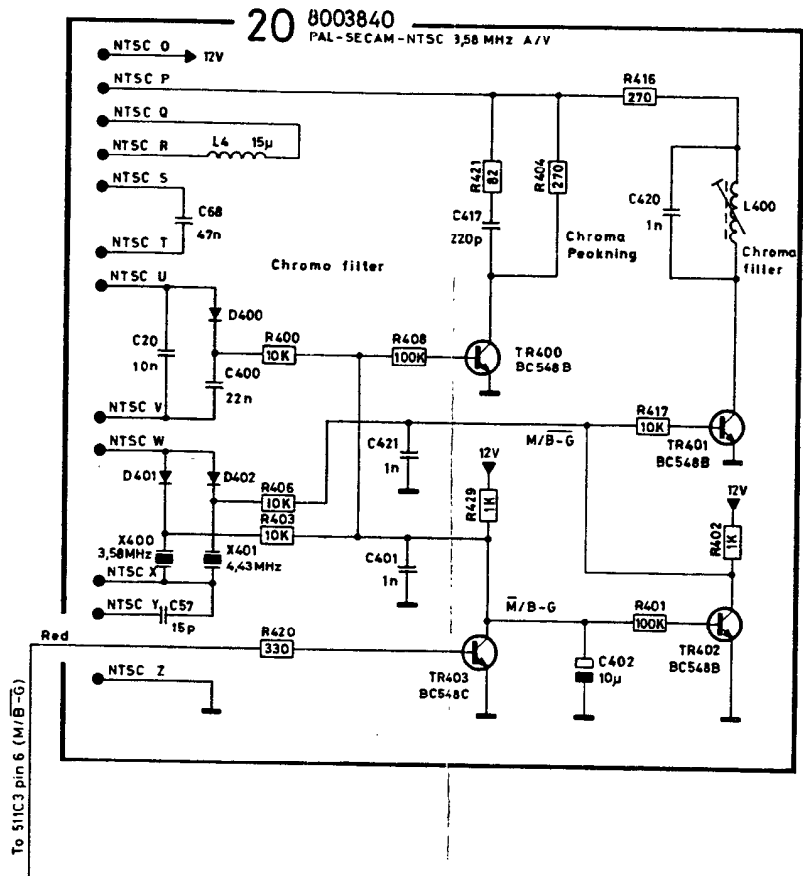 20 8003840
PAL-SECAM-NTSC 3,58 MHz A/V
NTSC O
12V
NTSC P
R416
270
NTSC Q
NTSC R
L4 15µ
R421
82
R404
270
NTSC S
C68
47n
C417
220p
C420
1n
L400
NTSC T
Chroma
Peokning
Chroma
filter
Chromo filter
NTSC U
D400
C20
10n
R400
10K
R408
100K
TR400
BC548B
C400
22n
NTSC V
R417
10K
M/B-G
TR401
BC548B
NTSC W
C421
1n
12V
D401
D402
R406
10K
R429
1K
12V
R403
10K
R402
1K
X400
3,58MHz
X401
4,43MHz
C401
1n
NTSC X
NTSC Y
C57
15p
M̅/B-G
R401
100K
Red
R420
330
TR402
BC548B
C402
10µ
TR403
BC548C
NTSC Z
To 511C3 pin 6 (M/B̅-̅G̅)